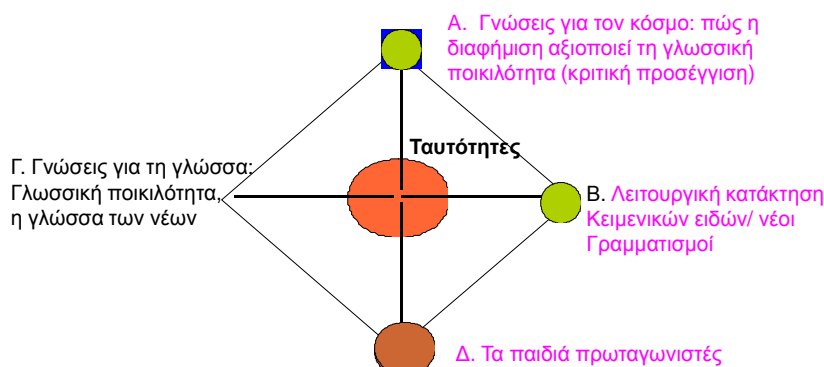 Α. Γνώσεις για τον κόσμο: πώς η
διαφήμιση αξιοποιεί τη γλωσσική
ποικιλότητα (κριτική προσέγγιση)
Ταυτότητες
Γ. Γνώσεις για τη γλώσσα:
Γλωσσική ποικιλότητα,
η γλώσσα των νέων
Β. Λειτουργική κατάκτηση
Κειμενικών ειδών/ νέοι
Γραμματισμοί
Δ. Τα παιδιά πρωταγωνιστές